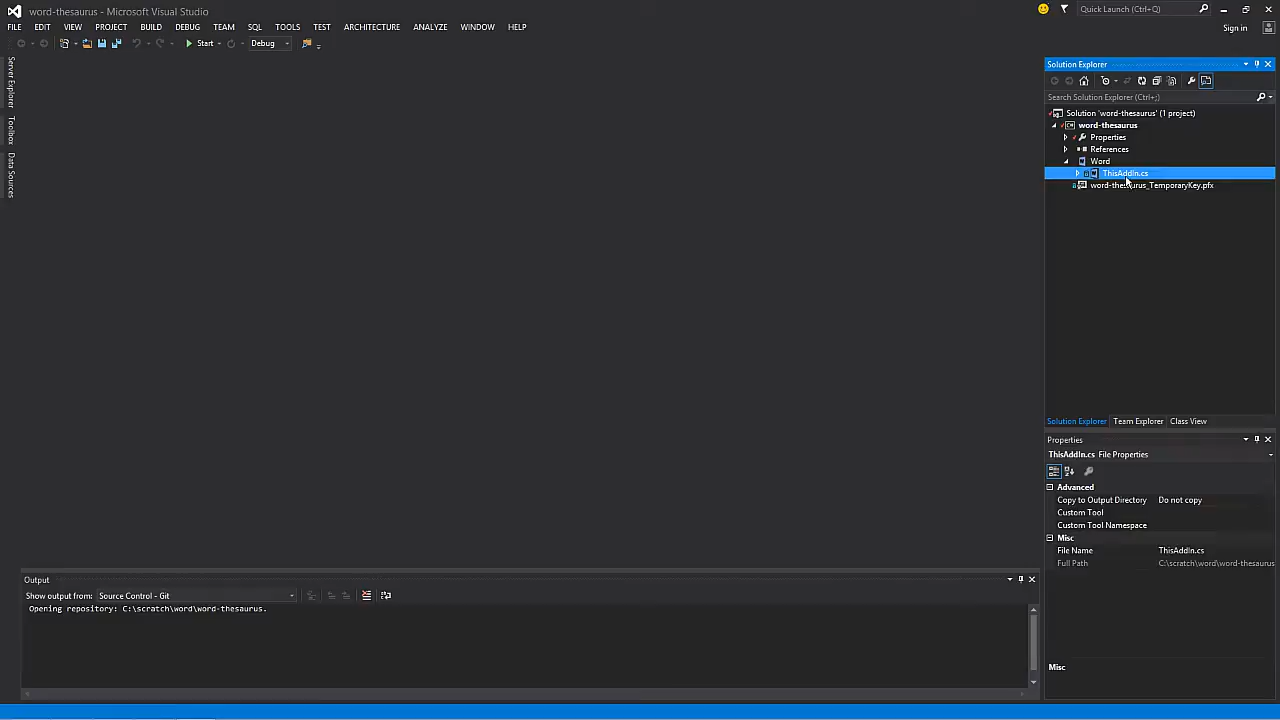 word-thesaurus - Microsoft Visual Studio
Quick Launch (Ctrl+Q)
FILE EDIT VIEW PROJECT BUILD DEBUG TEAM SQL TOOLS TEST ARCHITECTURE ANALYZE WINDOW HELP
Sign in
Start Debug
Server Explorer
Toolbox
Data Sources
Solution Explorer
Search Solution Explorer (Ctrl+;)
Solution 'word-thesaurus' (1 project)
word-thesaurus
Properties
References
Word
ThisAddIn.cs
word-thesaurus_TemporaryKey.pfx
Solution Explorer Team Explorer Class View
Properties
ThisAddIn.cs File Properties
Advanced
Copy to Output Directory Do not copy
Custom Tool
Custom Tool Namespace
Misc
File Name ThisAddIn.cs
Full Path C:\scratch\word\word-thesaurus
Misc
Output
Show output from: Source Control - Git
Opening repository: C:\scratch\word\word-thesaurus.